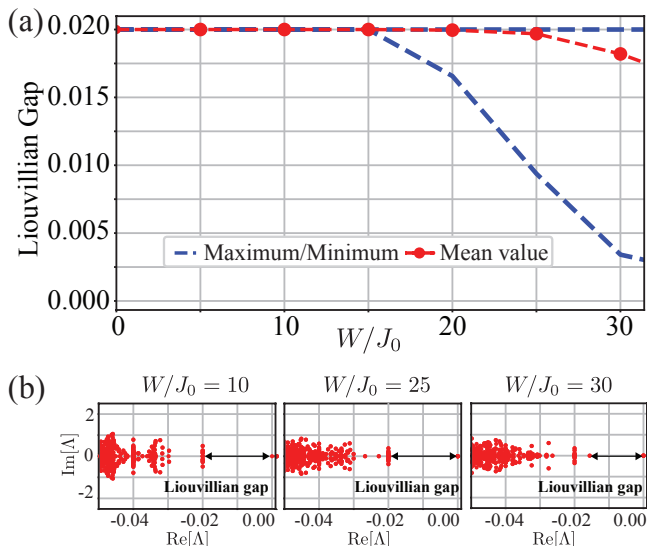 (a)
Liouvillian Gap
0.020
0.015
0.010
0.005
0.000
Maximum/Minimum
Mean value
0
10
20
30
W/J₀
(b)
W/J₀ = 10
W/J₀ = 25
W/J₀ = 30
Im[Λ]
2
0
-2
Liouvillian gap
Liouvillian gap
Liouvillian gap
-0.04 -0.02 0.00
-0.04 -0.02 0.00
-0.04 -0.02 0.00
Re[Λ]
Re[Λ]
Re[Λ]